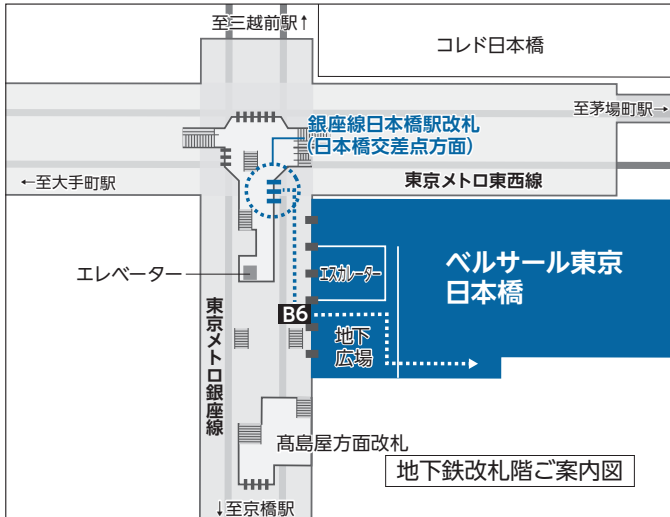 至三越前駅↑
コレド日本橋
至茅場町駅→
銀座線日本橋駅改札
(日本橋交差点方面)
←至大手町駅
東京メトロ東西線
エレベーター
エスカレーター
ベルサール東京
日本橋
B6
地下
広場
東京メトロ銀座線
髙島屋方面改札
地下鉄改札階ご案内図
↓至京橋駅